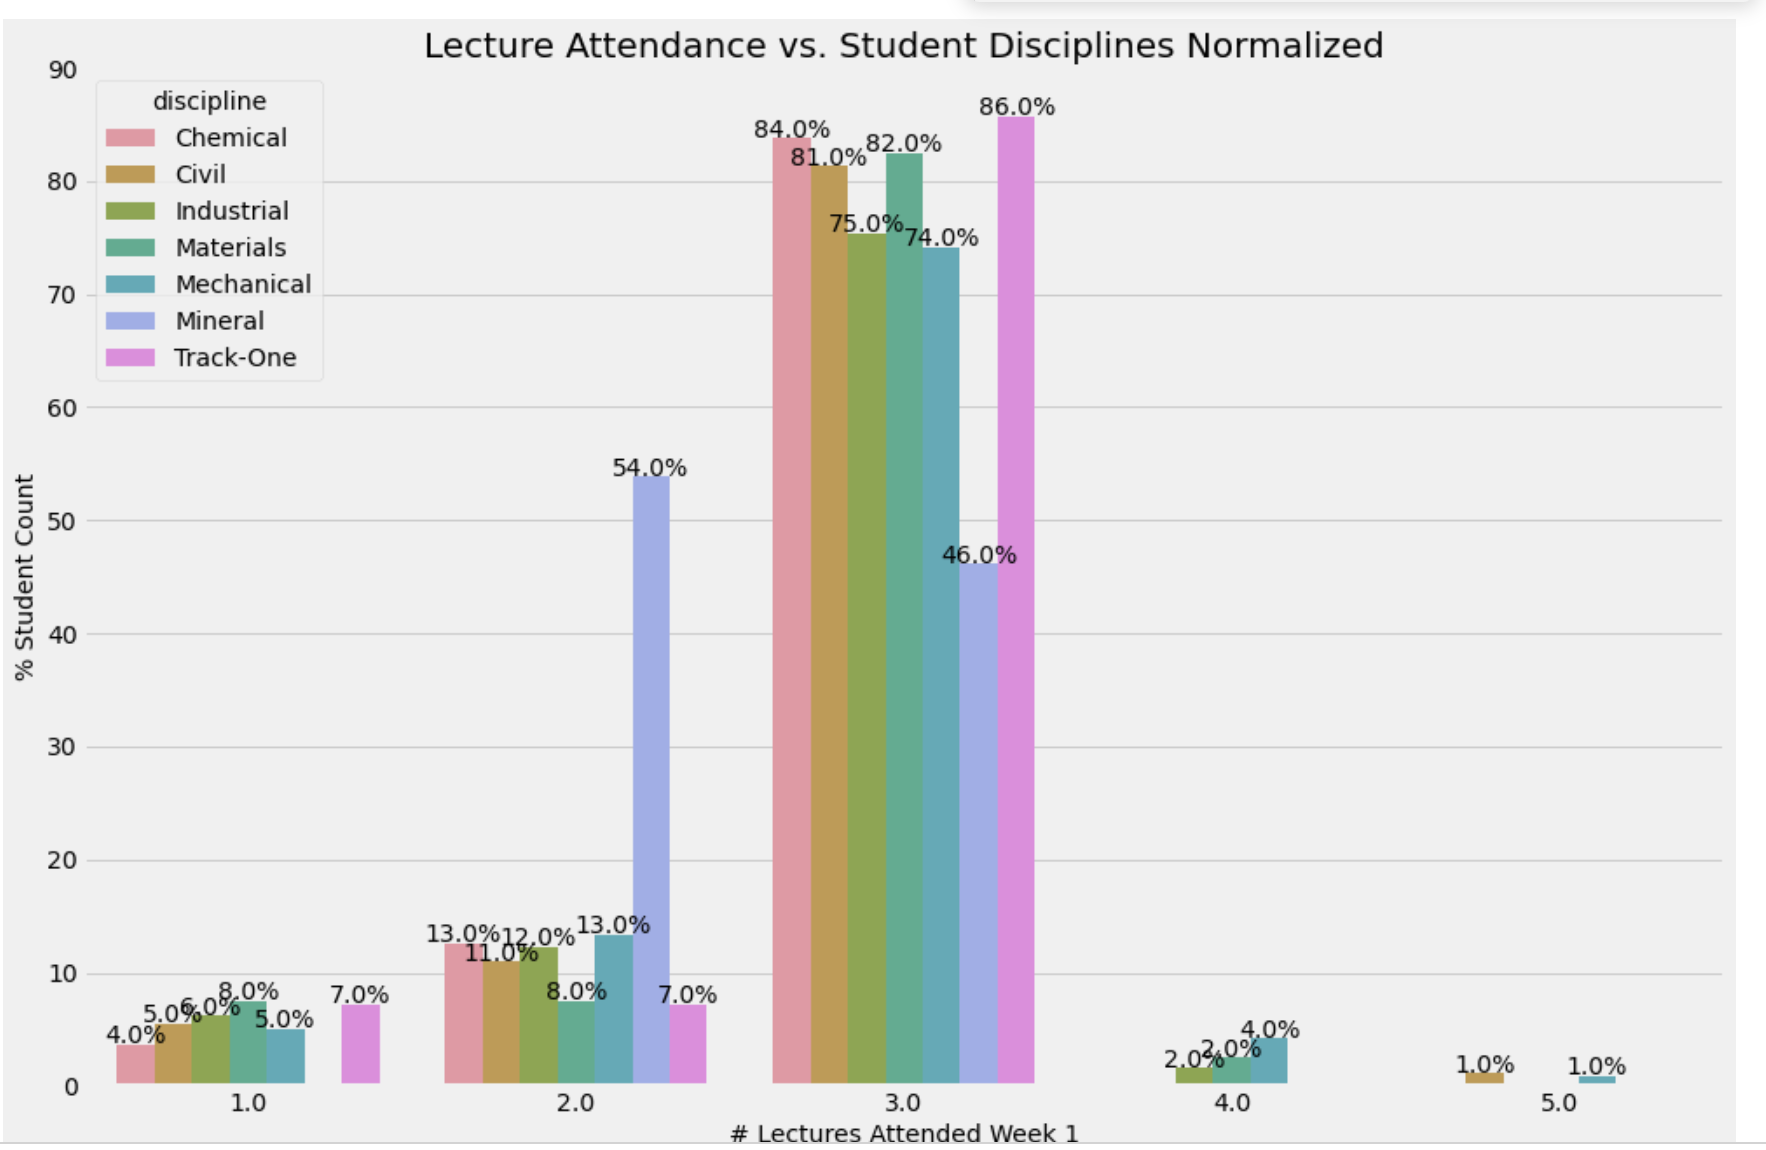 Lecture Attendance vs. Student Disciplines Normalized
90
80
70
60
50
40
30
20
10
0
% Student Count
discipline
Chemical
Civil
Industrial
Materials
Mechanical
Mineral
Track-One
4.0%
5.0%
6.0%
8.0%
5.0%
7.0%
13.0%
11.0%
12.0%
8.0%
13.0%
54.0%
7.0%
84.0%
81.0%
75.0%
82.0%
74.0%
46.0%
86.0%
2.0%
2.0%
4.0%
1.0%
1.0%
1.0 2.0 3.0 4.0 5.0
# Lectures Attended Week 1